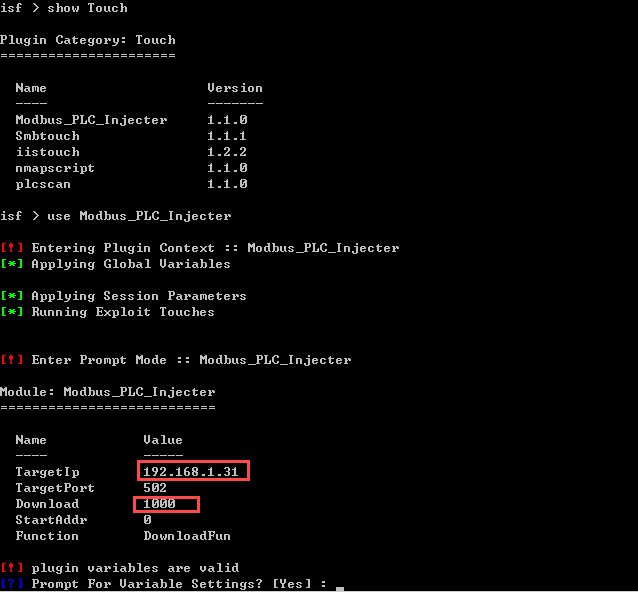 isf > show Touch
Plugin Category: Touch
======================
Name Version
---- -------
Modbus_PLC_Injecter 1.1.0
Smbtouch 1.1.1
iistouch 1.2.2
nmapscript 1.1.0
plcscan 1.1.0
isf > use Modbus_PLC_Injecter
[!] Entering Plugin Context :: Modbus_PLC_Injecter
[*] Applying Global Variables
[*] Applying Session Parameters
[*] Running Exploit Touches
[!] Enter Prompt Mode :: Modbus_PLC_Injecter
Module: Modbus_PLC_Injecter
===========================
Name Value
---- -----
TargetIp 192.168.1.31
TargetPort 502
Download 1000
StartAddr 0
Function DownloadFun
[!] plugin variables are valid
[?] Prompt For Variable Settings? [Yes] : _